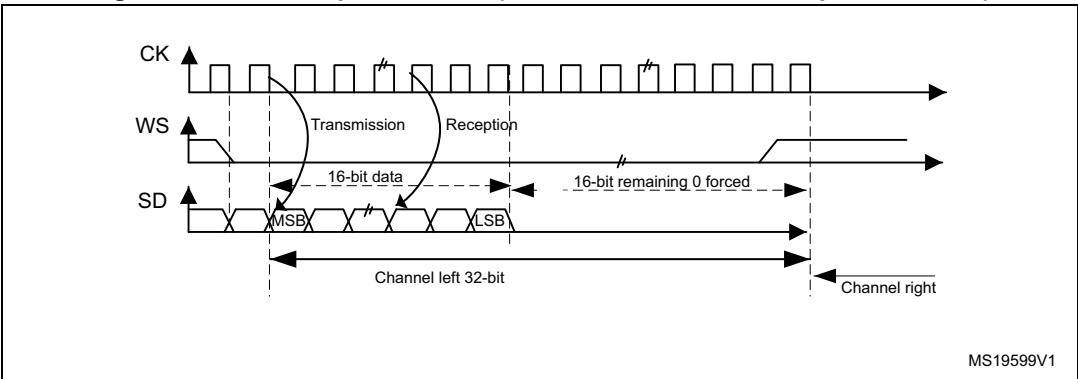 CK
Transmission
Reception
WS
16-bit data
16-bit remaining 0 forced
SD
MSB
LSB
Channel left 32-bit
Channel right
MS19599V1